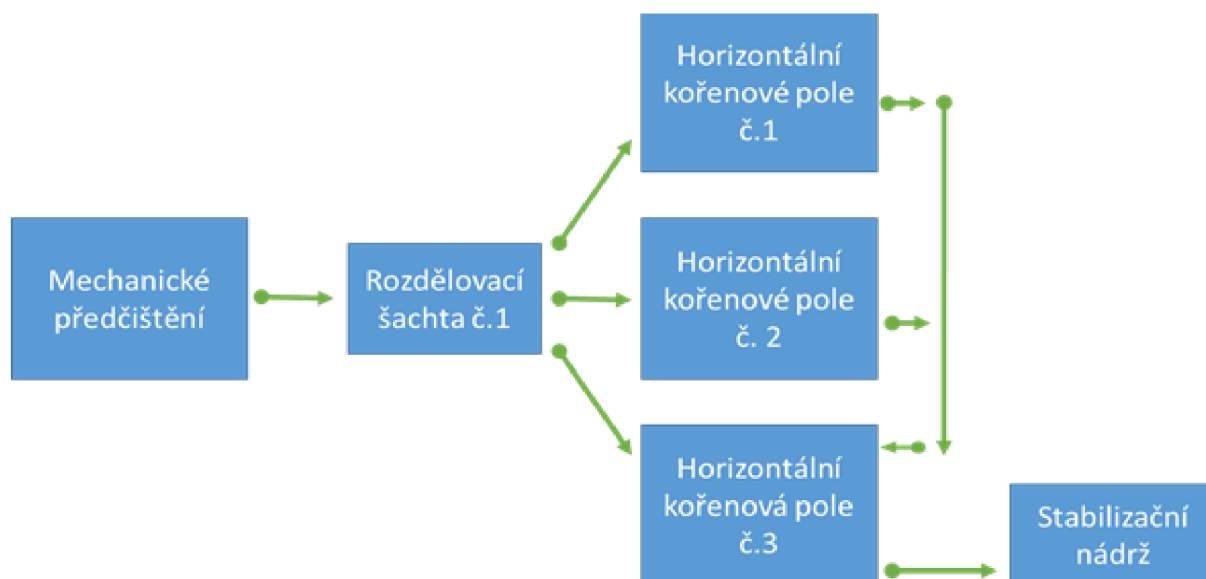 Mechanické
předčištění
Rozdělovací
šachta č.1
Horizontální
kořenové pole
č.1
Horizontální
kořenové pole
č. 2
Horizontální
kořenová pole
č.3
Stabilizační
nádrž